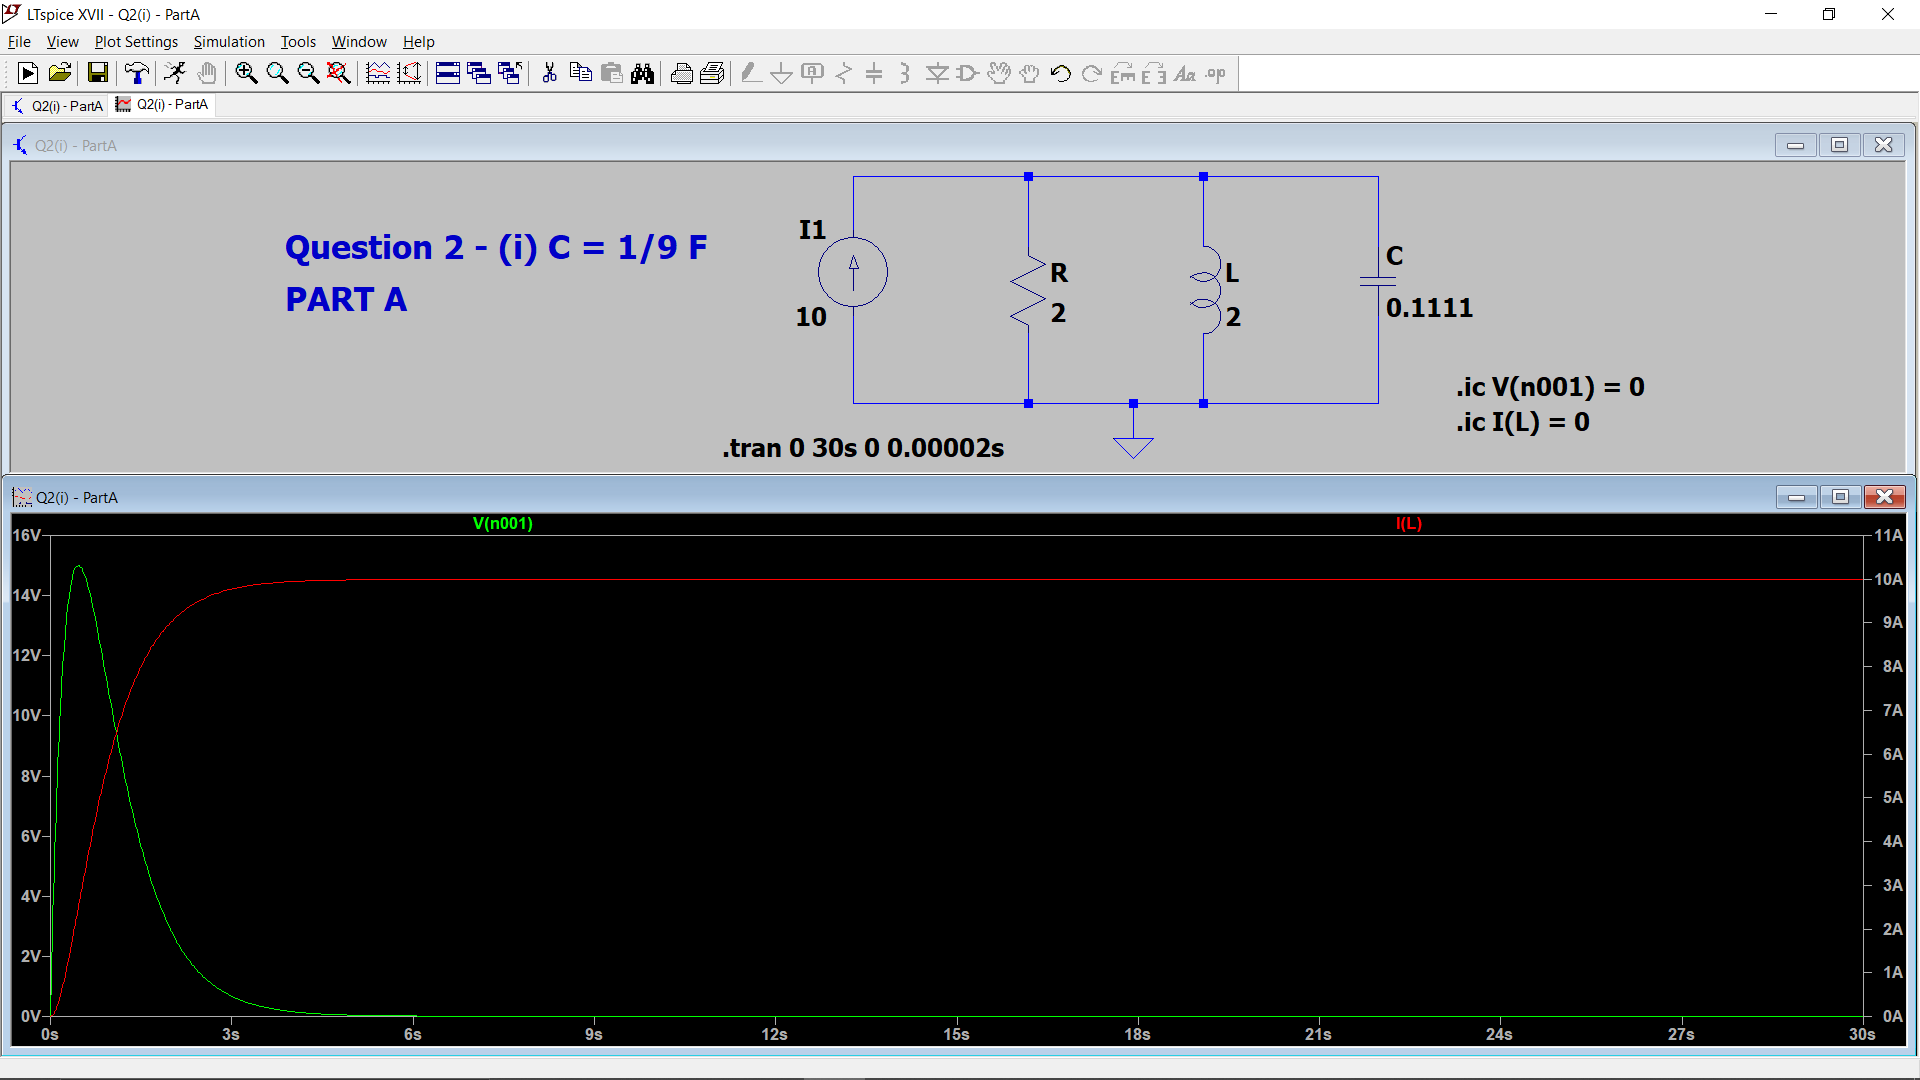 LTspice XVII - Q2(i) - PartA
File View Plot Settings Simulation Tools Window Help
Q2(i) - PartA Q2(i) - PartA
Q2(i) - PartA
Question 2 - (i) C = 1/9 F
PART A
I1
10
R
2
L
2
C
0.1111
.ic V(n001) = 0
.ic I(L) = 0
.tran 0 30s 0 0.00002s
Q2(i) - PartA
V(n001) I(L)
16V 11A
14V 10A
12V 9A
10V 8A
8V 7A
6V 6A
4V 5A
2V 4A
0V 3A
2A
1A
0A
0s 3s 6s 9s 12s 15s 18s 21s 24s 27s 30s